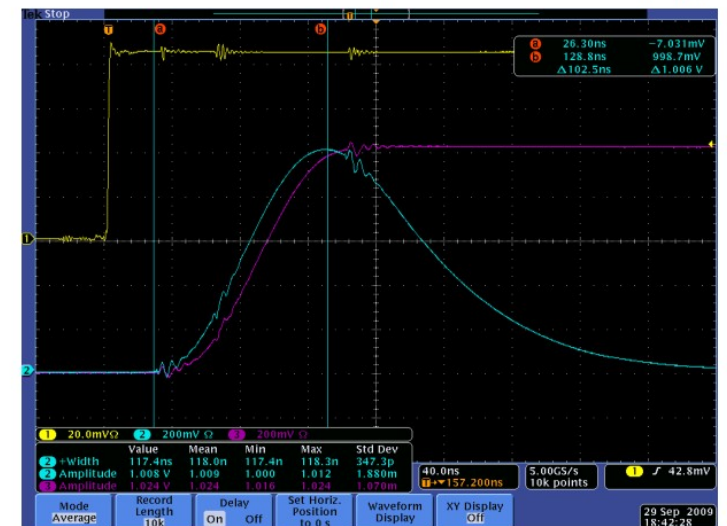 Tek Stop
T
T a b
a 26.30ns -7.031mV
b 128.8ns 998.7mV
Δ102.5ns Δ1.006 V
1
2
1 20.0mVΩ 2 200mV Ω 3 200mV Ω
Value Mean Min Max Std Dev
2 +Width 117.4ns 118.0n 117.4n 118.3n 347.3p
2 Amplitude 1.008 V 1.009 1.000 1.012 1.880m
3 Amplitude 1.024 V 1.024 1.016 1.024 1.070m
40.0ns 5.00GS/s 1 42.8mV
T→▼157.200ns 10k points
Mode Record Delay Set Horiz. Waveform XY Display
Average Length On Off Position Display Off
10k to 0 s
29 Sep 2009
18:42:28